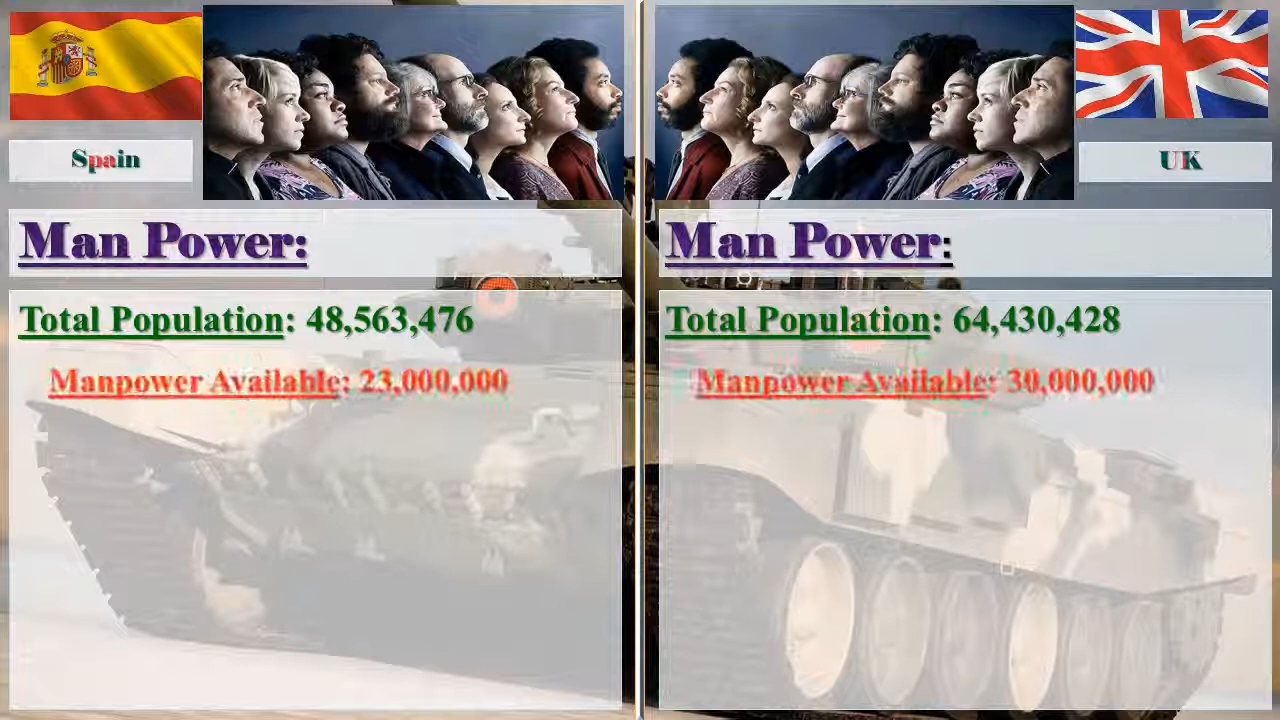 Spain
Man Power:
Total Population: 48,563,476
Manpower Available: 23,000,000
UK
Man Power:
Total Population: 64,430,428
Manpower Available: 30,000,000